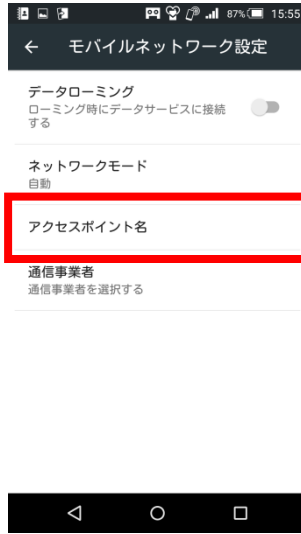 87% 15:55
モバイルネットワーク設定
データローミング
ローミング時にデータサービスに接続
する
ネットワークモード
自動
アクセスポイント名
通信事業者
通信事業者を選択する